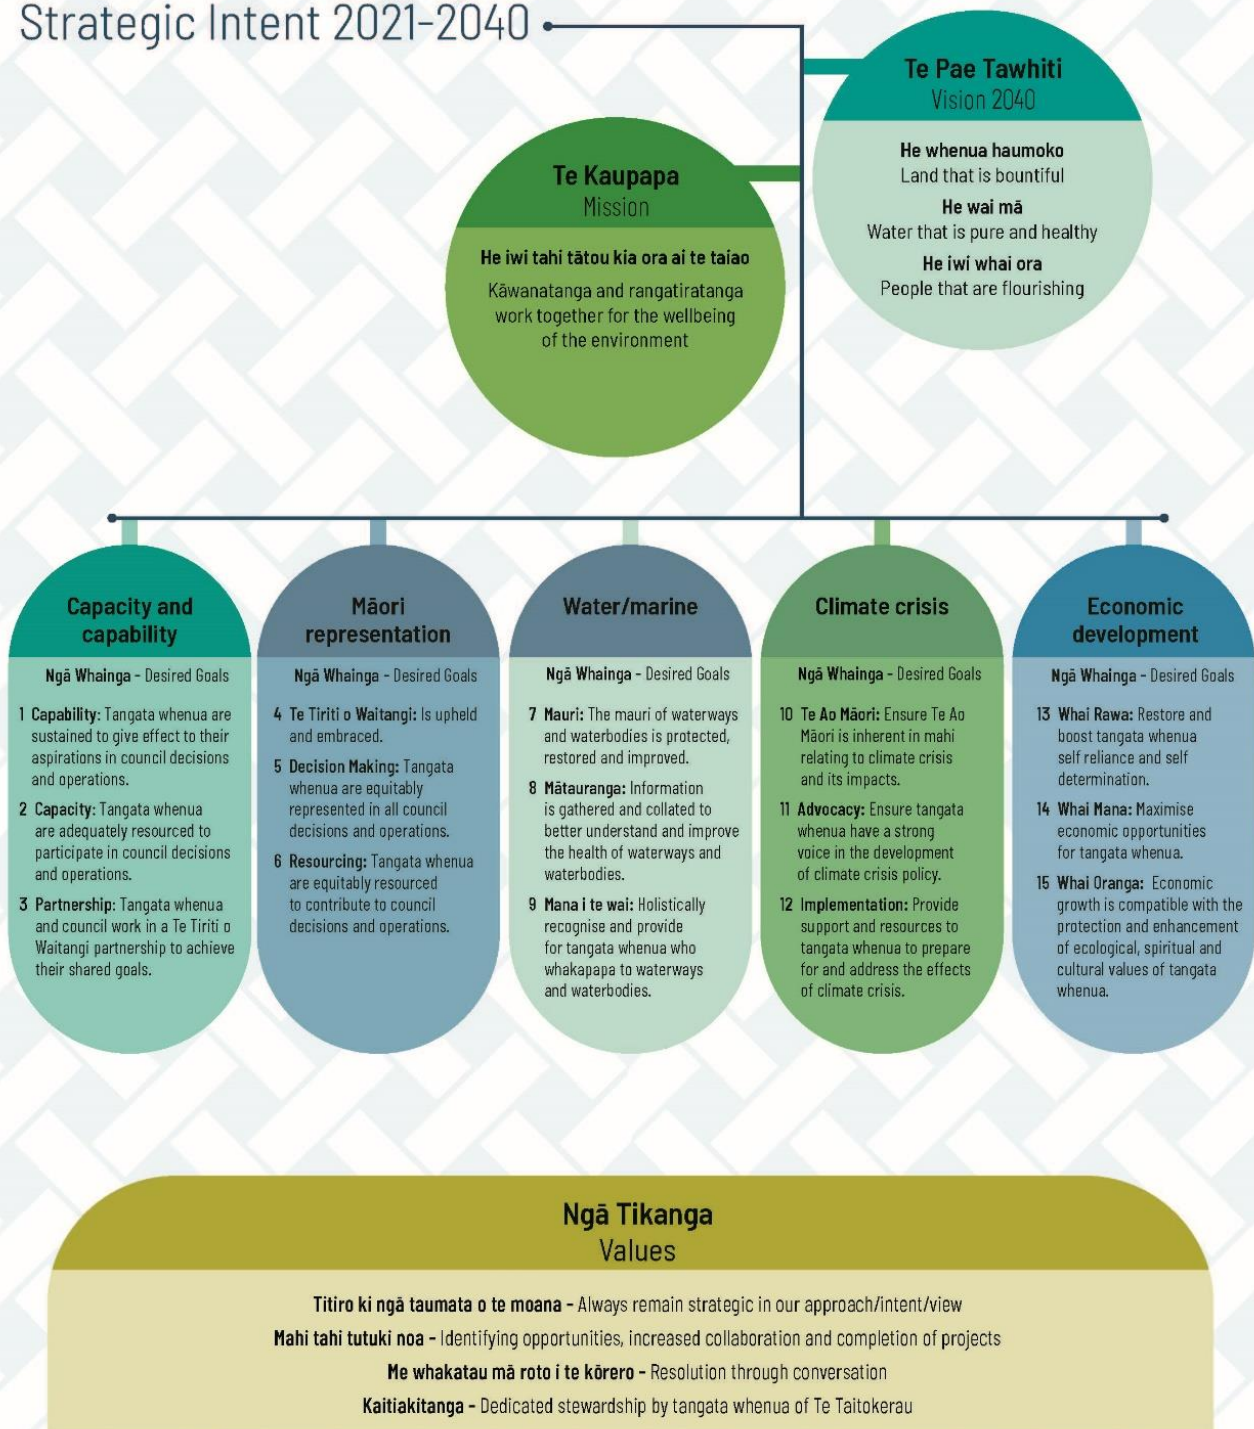 Strategic Intent 2021-2040
Te Pae Tawhiti
Vision 2040
He whenua haumoko
Land that is bountiful
He wai mā
Water that is pure and healthy
He iwi whai ora
People that are flourishing
Te Kaupapa
Mission
He iwi tahi tātou kia ora ai te taiao
Kāwanatanga and rangatiratanga
work together for the wellbeing
of the environment
Capacity and
capability
Ngā Whainga - Desired Goals
1 Capability: Tangata whenua are
sustained to give effect to their
aspirations in council decisions
and operations.
2 Capacity: Tangata whenua
are adequately resourced to
participate in council decisions
and operations.
3 Partnership: Tangata whenua
and council work in a Te Tiriti o
Waitangi partnership to achieve
their shared goals.
Māori
representation
Ngā Whainga - Desired Goals
4 Te Tiriti o Waitangi: Is upheld
and embraced.
5 Decision Making: Tangata
whenua are equitably
represented in all council
decisions and operations.
6 Resourcing: Tangata whenua
are equitably resourced
to contribute to council
decisions and operations.
Water/marine
Ngā Whainga - Desired Goals
7 Mauri: The mauri of waterways
and waterbodies is protected,
restored and improved.
8 Mātauranga: Information
is gathered and collated to
better understand and improve
the health of waterways and
waterbodies.
9 Mana i te wai: Holistically
recognise and provide
for tangata whenua who
whakapapa to waterways
and waterbodies.
Climate crisis
Ngā Whainga - Desired Goals
10 Te Ao Māori: Ensure Te Ao
Māori is inherent in mahi
relating to climate crisis
and its impacts.
11 Advocacy: Ensure tangata
whenua have a strong
voice in the development
of climate crisis policy.
12 Implementation: Provide
support and resources to
tangata whenua to prepare
for and address the effects
of climate crisis.
Economic
development
Ngā Whainga - Desired Goals
13 Whai Rawa: Restore and
boost tangata whenua
self reliance and self
determination.
14 Whai Mana: Maximise
economic opportunities
for tangata whenua.
15 Whai Oranga: Economic
growth is compatible with the
protection and enhancement
of ecological, spiritual and
cultural values of tangata
whenua.
Ngā Tikanga
Values
Titiro ki ngā taumata o te moana - Always remain strategic in our approach/intent/view
Mahi tahi tutuki noa - Identifying opportunities, increased collaboration and completion of projects
Me whakatau mā roto i te kōrero - Resolution through conversation
Kaitiakitanga - Dedicated stewardship by tangata whenua of Te Taitokerau